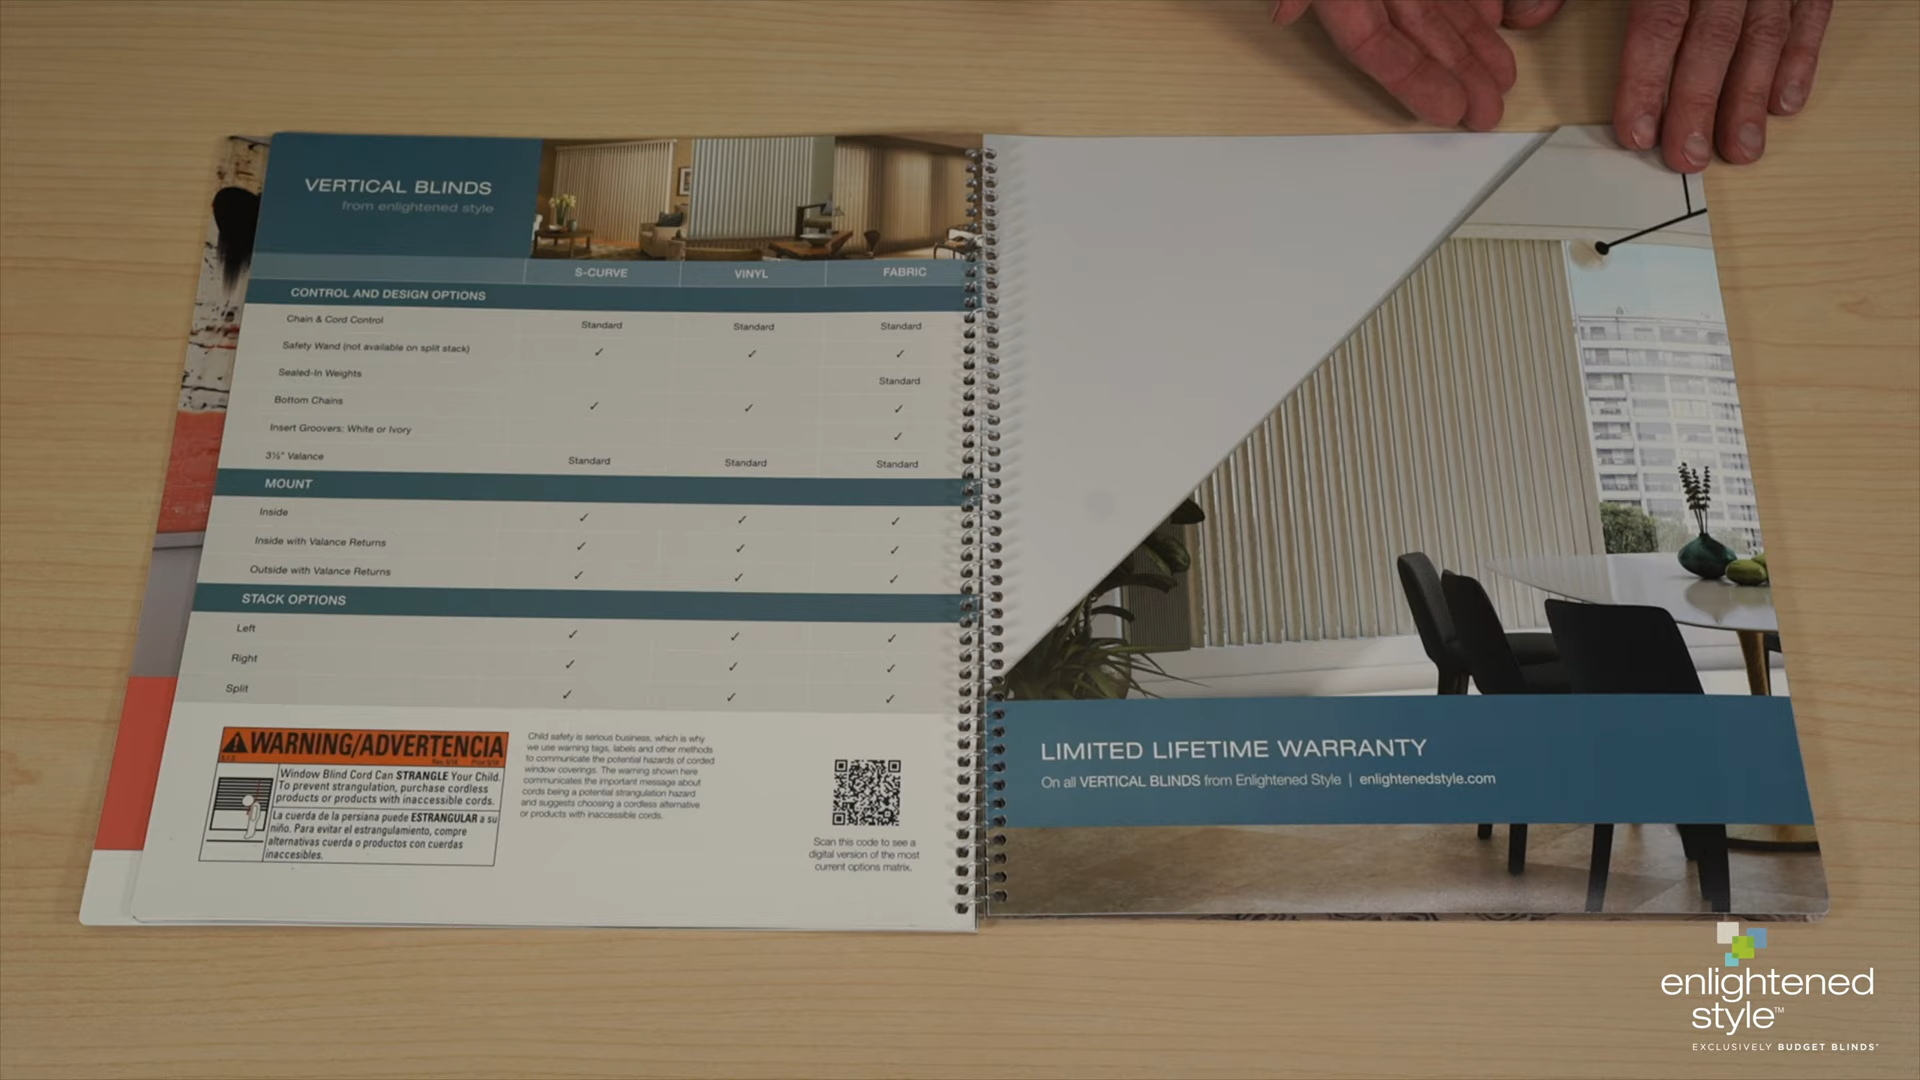 VERTICAL BLINDS
from enlightened style
S-CURVE VINYL FABRIC
CONTROL AND DESIGN OPTIONS
Chain & Cord Control Standard Standard Standard
Safety Wand (not available on split stack) ✓ ✓ ✓
Sealed-In Weights Standard
Bottom Chains ✓ ✓ ✓
Insert Groovers: White or Ivory ✓
3½" Valance Standard Standard Standard
MOUNT
Inside ✓ ✓ ✓
Inside with Valance Returns ✓ ✓ ✓
Outside with Valance Returns ✓ ✓ ✓
STACK OPTIONS
Left ✓ ✓ ✓
Right ✓ ✓ ✓
Split ✓ ✓ ✓
WARNING/ADVERTENCIA
Window Blind Cord Can STRANGLE Your Child.
To prevent strangulation, purchase cordless
products or products with inaccessible cords.
La cuerda de la persiana puede ESTRANGULAR a su
niño. Para evitar el estrangulamiento, compre
alternativas cuerda o productos con cuerdas
inaccesibles.
Child safety is serious business, which is why
we use warning tags, labels and other methods
to communicate the potential hazards of corded
window coverings. The warning shown here
communicates the important message about
cords being a potential strangulation hazard
and suggests choosing a cordless alternative
or products with inaccessible cords.
Scan this code to see a
digital version of the most
current options matrix.
LIMITED LIFETIME WARRANTY
On all VERTICAL BLINDS from Enlightened Style | enlightenedstyle.com
enlightened
style™
EXCLUSIVELY BUDGET BLINDS®